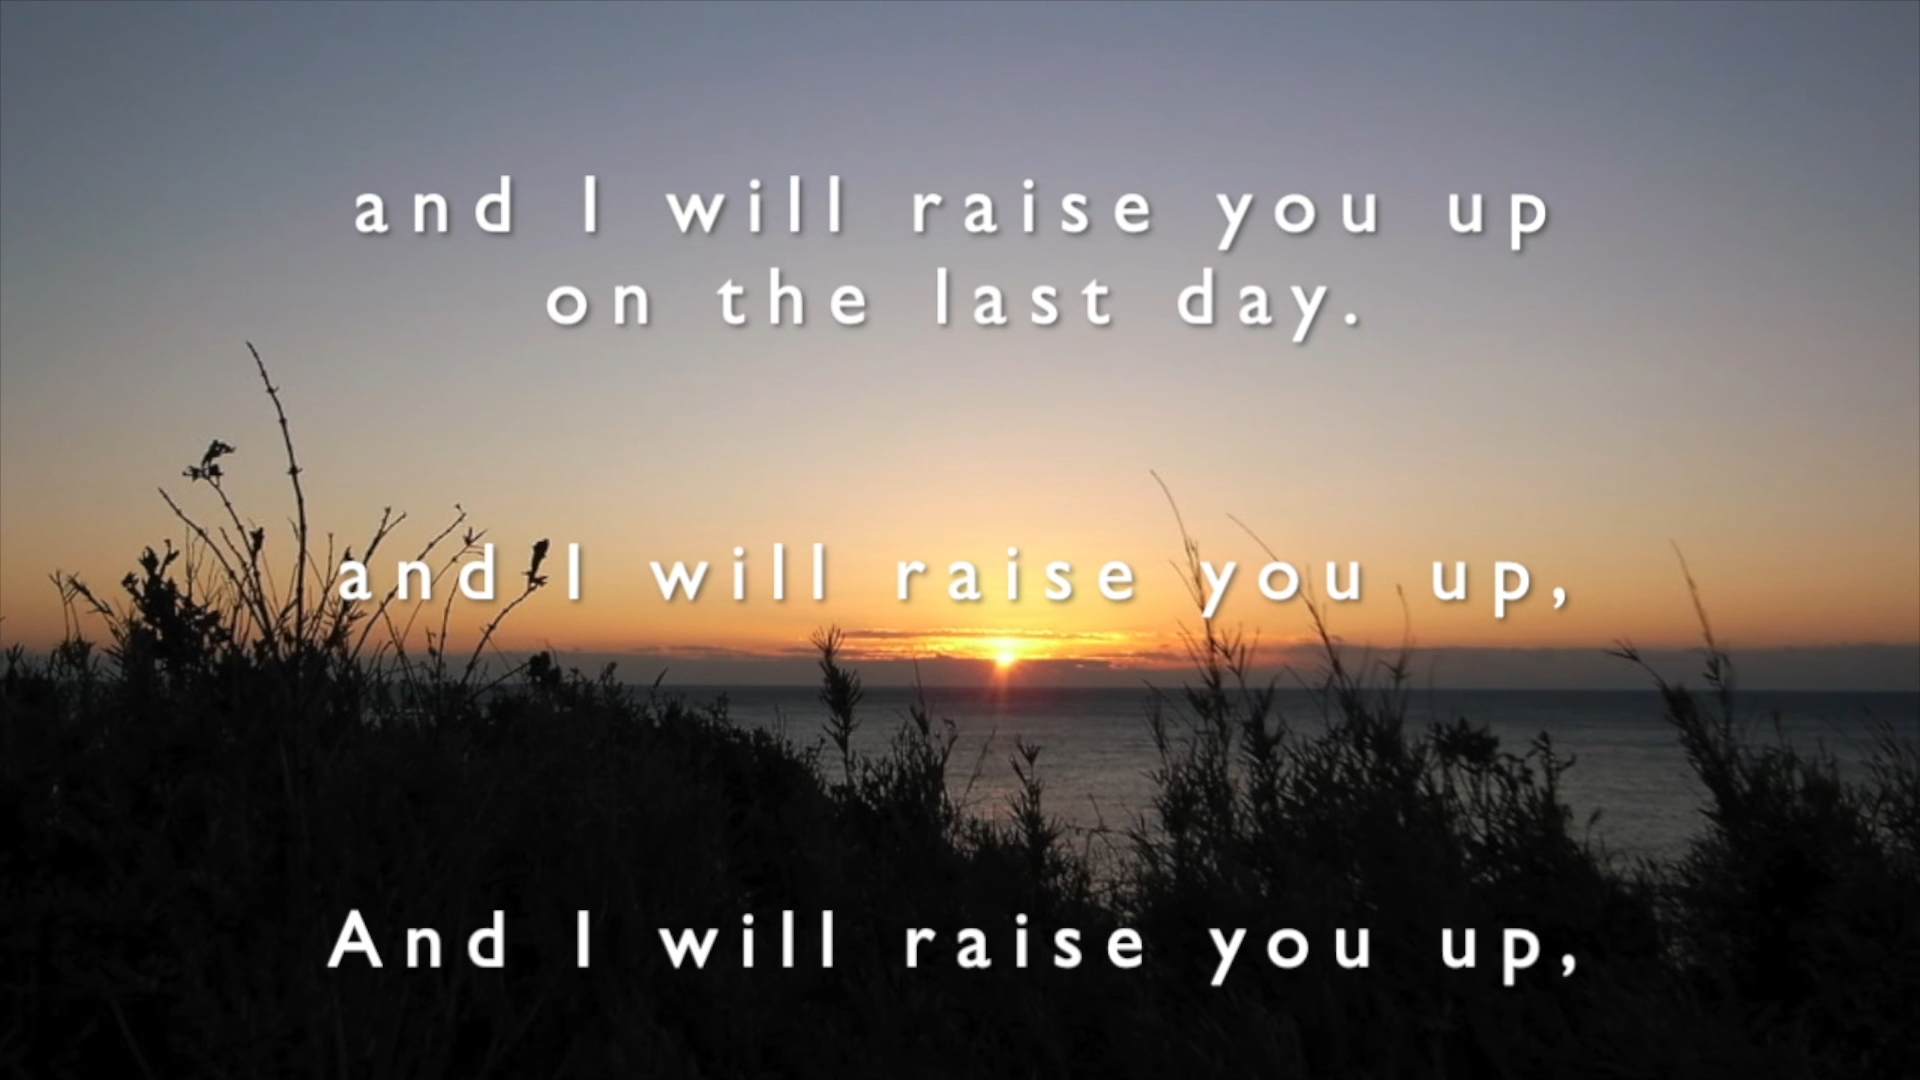 and I will raise you up
on the last day.
and I will raise you up,
And I will raise you up,